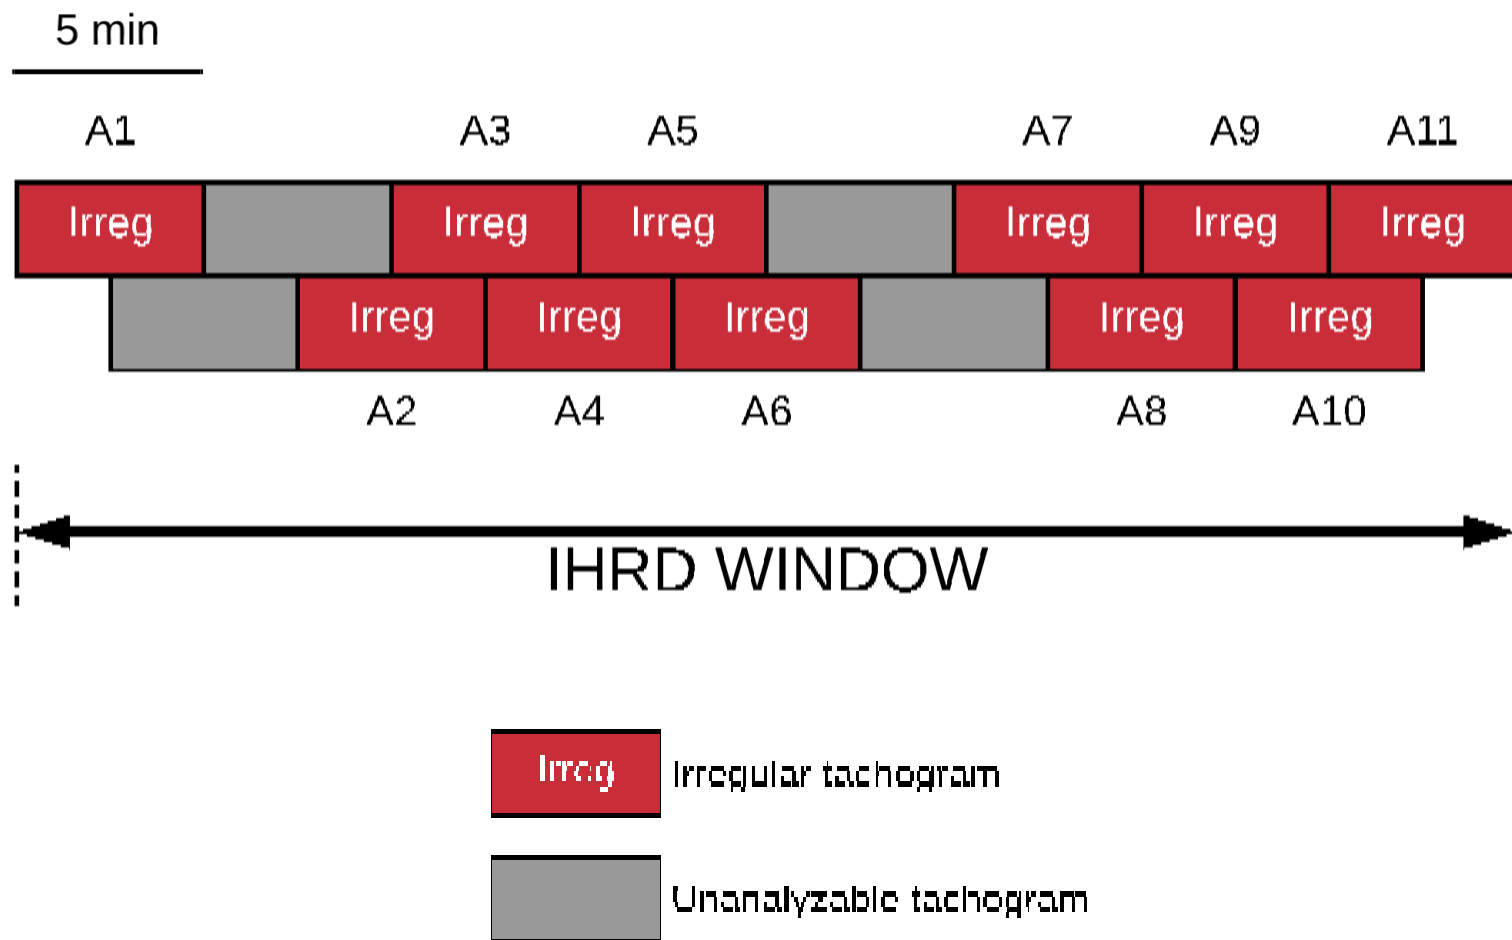 5 min
A1 A3 A5 A7 A9 A11
Irreg Irreg Irreg Irreg Irreg Irreg
Irreg Irreg Irreg Irreg Irreg
A2 A4 A6 A8 A10
IHRD WINDOW
Irreg Irregular tachogram
Unanalyzable tachogram